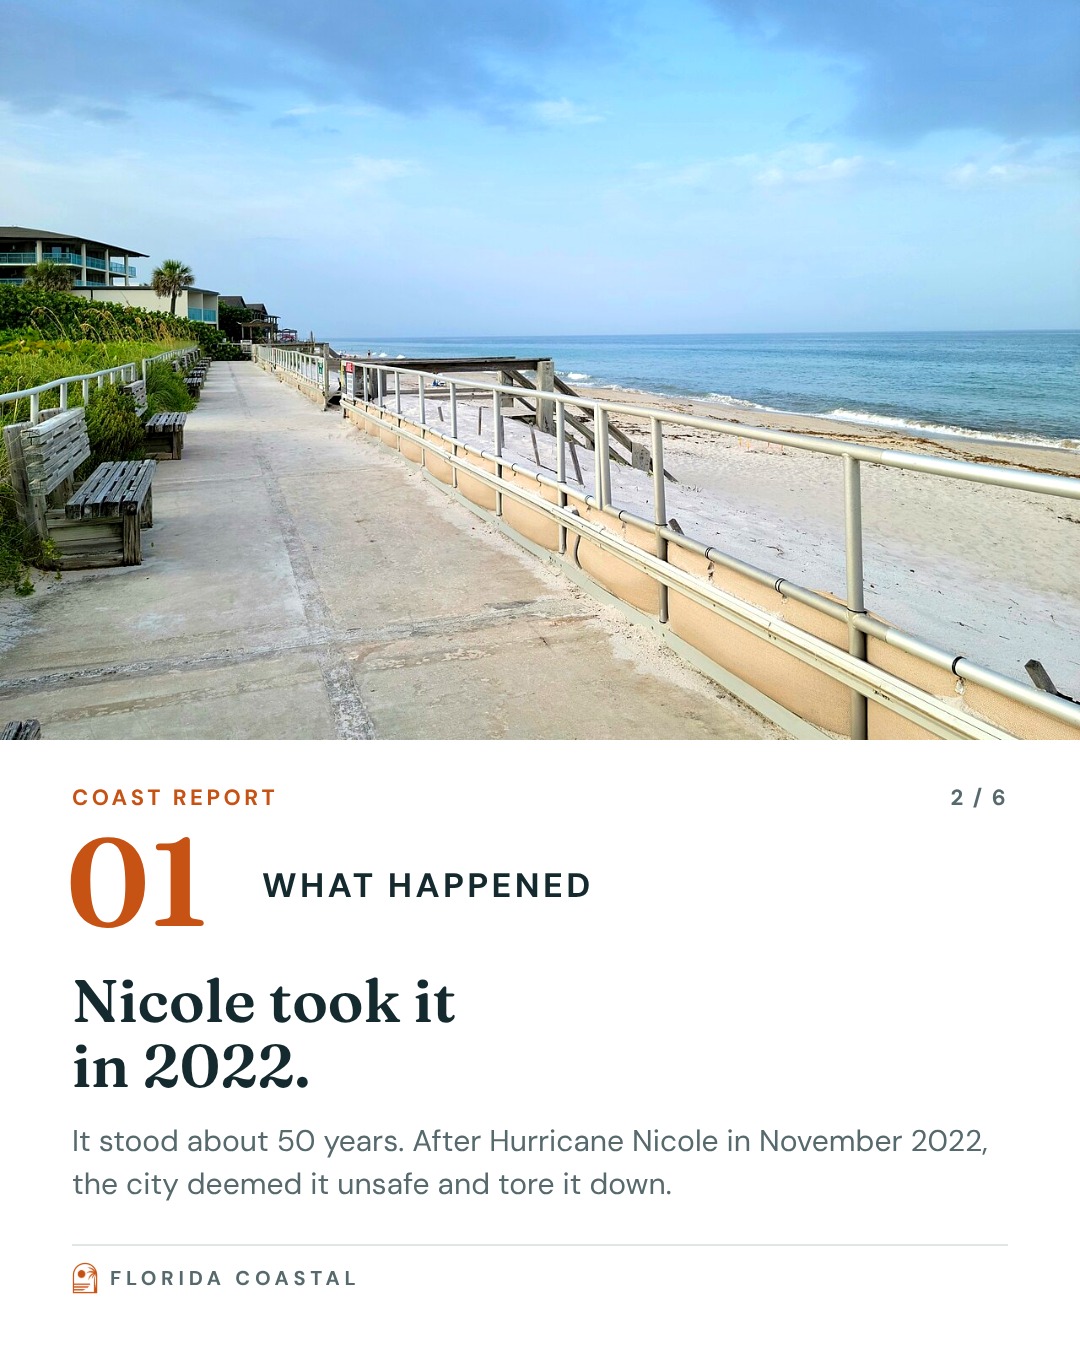 COAST REPORT
2 / 6
01
WHAT HAPPENED
Nicole took it
in 2022.
It stood about 50 years. After Hurricane Nicole in November 2022,
the city deemed it unsafe and tore it down.
FLORIDA COASTAL